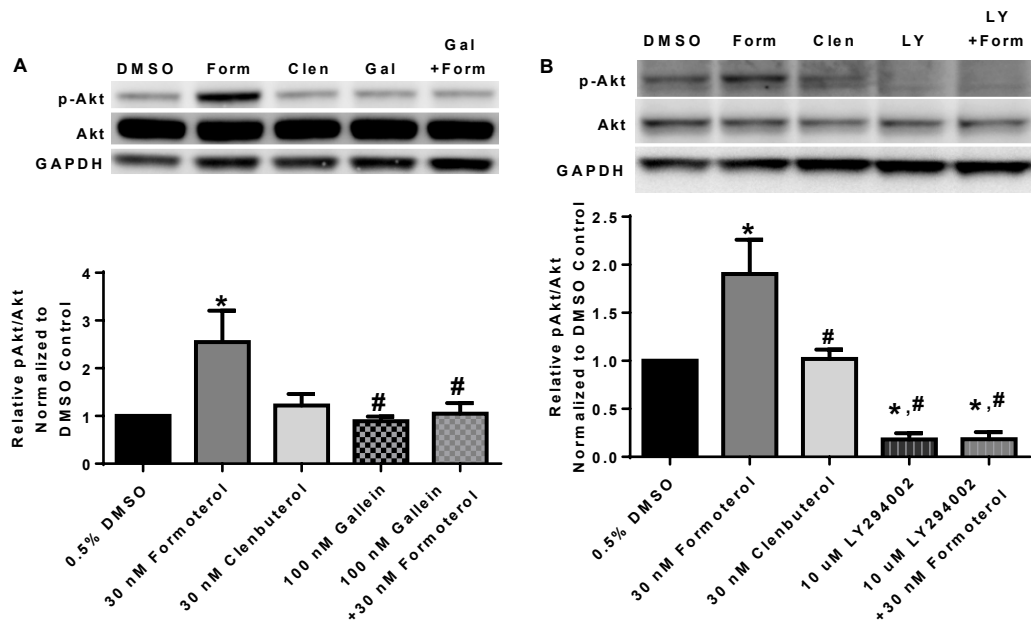 A
DMSO Form Clen Gal Gal +Form
p-Akt
Akt
GAPDH
Relative pAkt/Akt
Normalized to
DMSO Control
4
3
2
1
0
*
#
#
0.5% DMSO
30 nM Formoterol
30 nM Clenbuterol
100 nM Gallein
100 nM Gallein
+30 nM Formoterol
B
DMSO Form Clen LY LY +Form
p-Akt
Akt
GAPDH
Relative pAkt/Akt
Normalized to DMSO Control
2.5
2.0
1.5
1.0
0.5
0.0
*
#
*,#
*,#
0.5% DMSO
30 nM Formoterol
30 nM Clenbuterol
10 uM LY294002
10 uM LY294002
+30 nM Formoterol